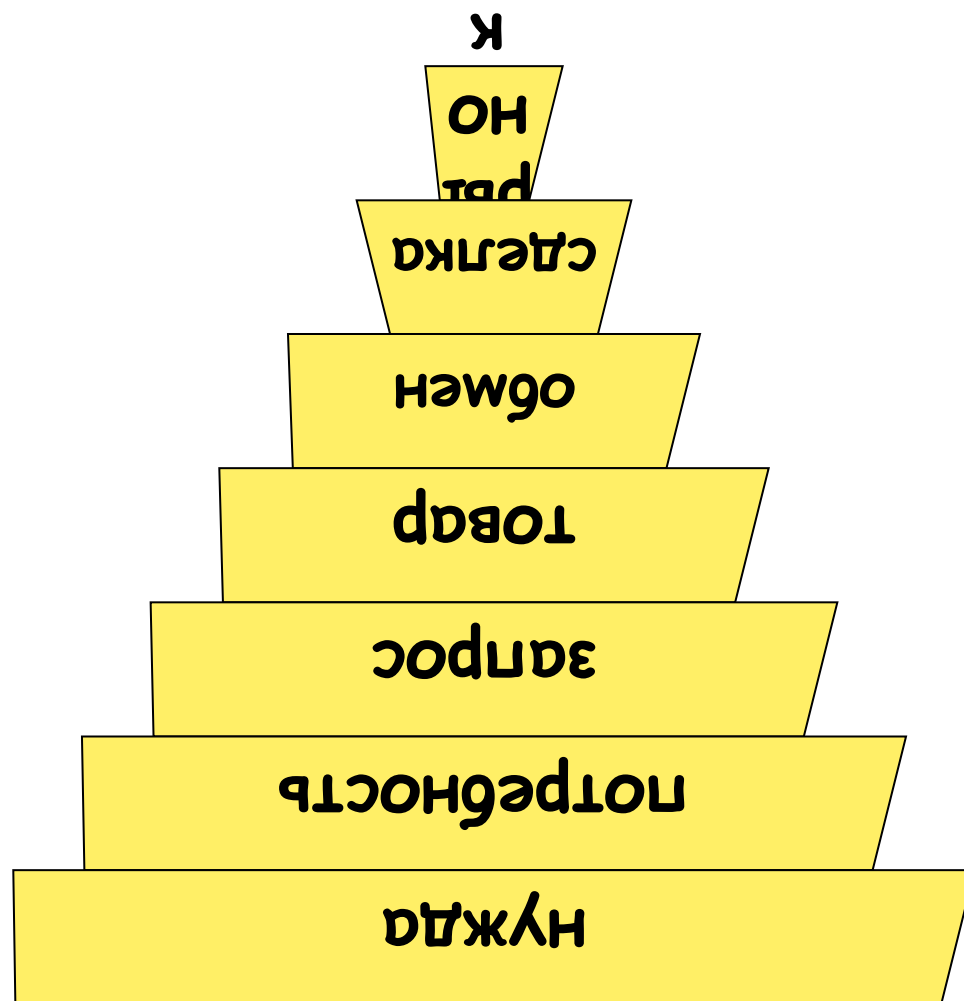 нужда
потребность
запрос
товар
обмен
сделка
ры
но
к